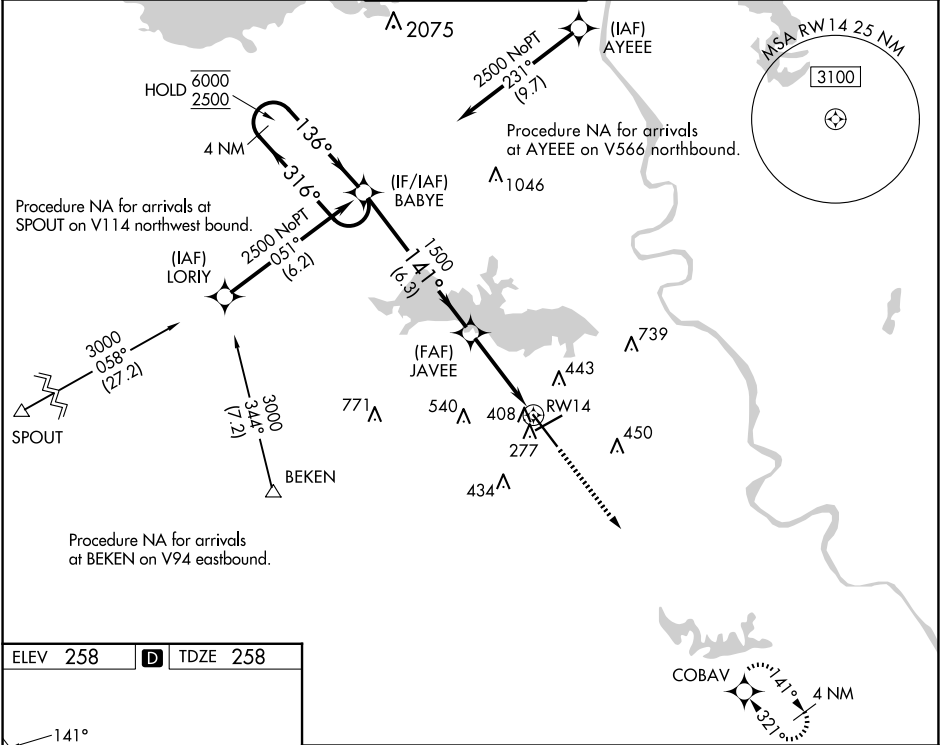 2075
(IAF)
AYEEE
2500 NoPT
231°
(9.7)
MSA RW14 25 NM
3100
HOLD 6000
2500
4 NM
136°
316°
Procedure NA for arrivals
at AYEEE on V566 northbound.
(IF/IAF)
BABYE
1046
Procedure NA for arrivals at
SPOUT on V114 northwest bound.
2500 NoPT
051°
(6.2)
(IAF)
LORIY
1500
141°
(6.3)
3000
058°
(27.2)
SPOUT
(FAF)
JAVEE
739
443
3000
344°
(7.2)
771
540
408
RW14
277
450
434
BEKEN
Procedure NA for arrivals
at BEKEN on V94 eastbound.
ELEV 258 D TDZE 258
141°
COBAV
141°
4 NM
321°